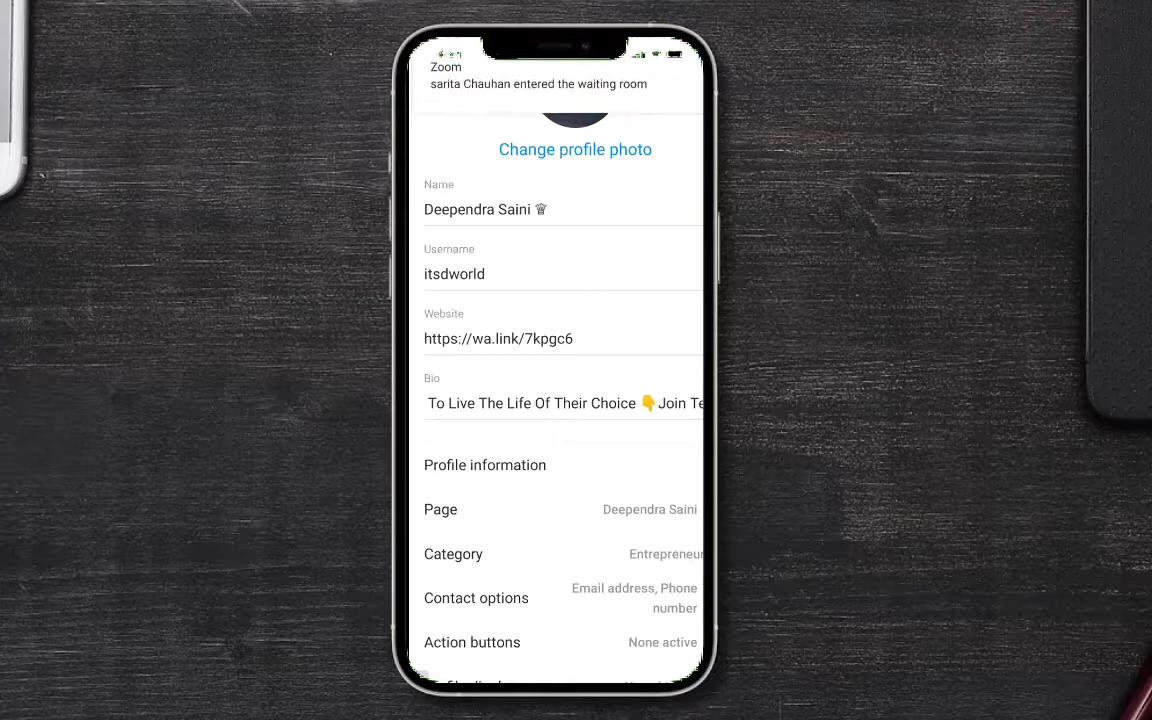 Zoom
sarita Chauhan entered the waiting room
Change profile photo
Name
Deependra Saini ♕
Username
itsdworld
Website
https://wa.link/7kpgc6
Bio
To Live The Life Of Their Choice 👇Join Te
Profile information
Page Deependra Saini
Category Entrepreneur
Contact options Email address, Phone number
Action buttons None active